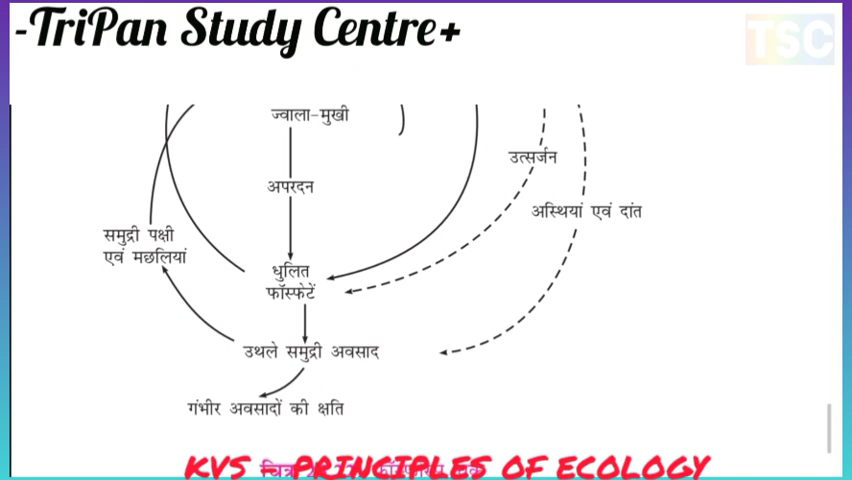 -TriPan Study Centre+
TSC
ज्वाला-मुखी
उत्सर्जन
अपरदन
अस्थियां एवं दांत
समुद्री पक्षी
एवं मछलियां
धुलित
फॉस्फेटें
उथले समुद्री अवसाद
गंभीर अवसादों की क्षति
चित्र
KVS - PRINCIPLES OF ECOLOGY